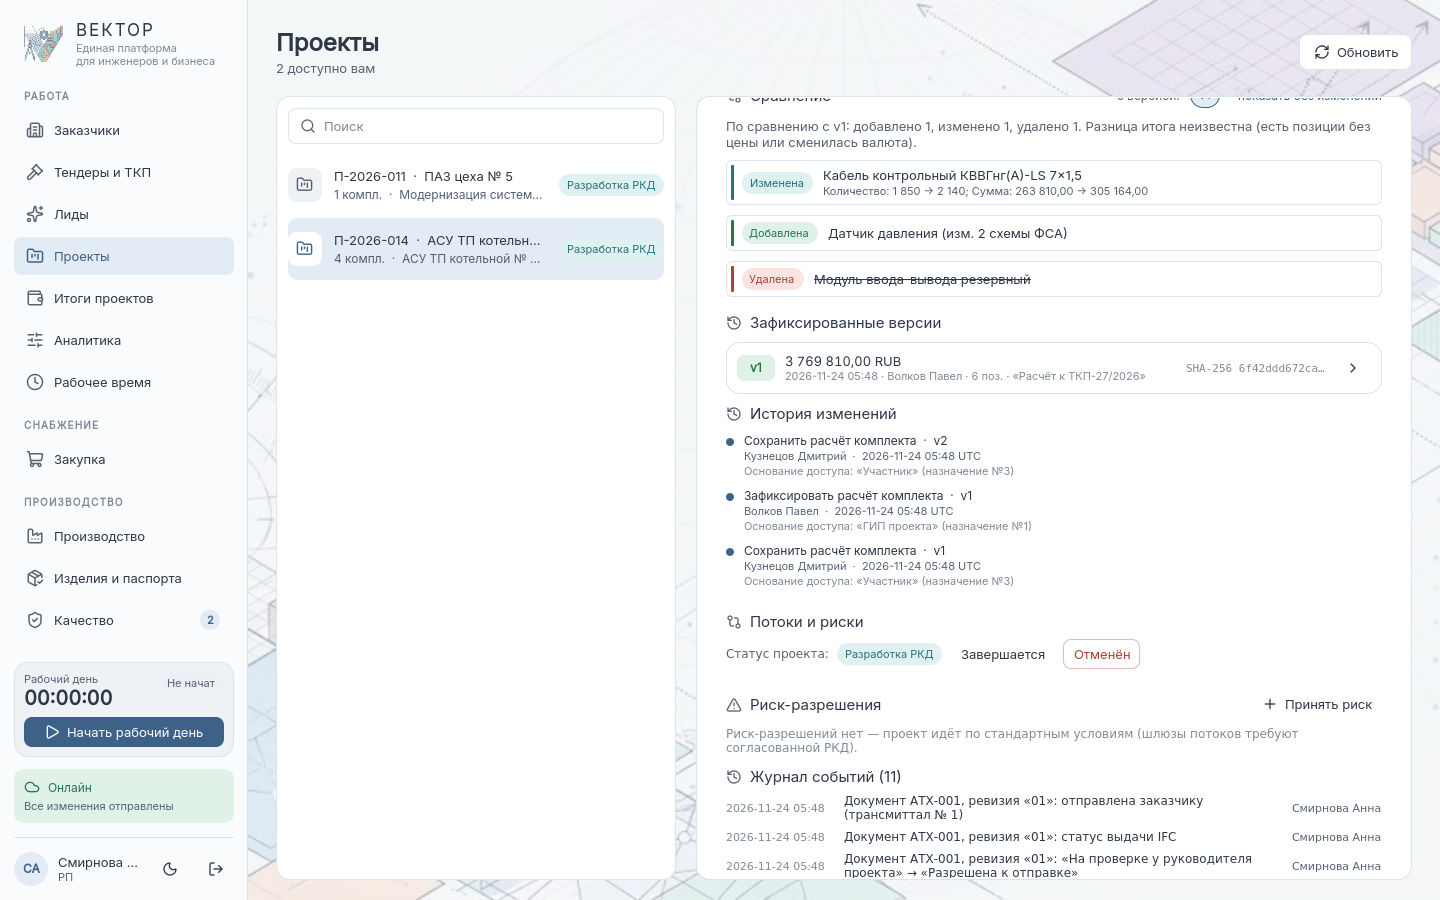 ВЕКТОР
Единая платформа
для инженеров и бизнеса
РАБОТА
Заказчики
Тендеры и ТКП
Лиды
Проекты
Итоги проектов
Аналитика
Рабочее время
СНАБЖЕНИЕ
Закупка
ПРОИЗВОДСТВО
Производство
Изделия и паспорта
Качество 2
Рабочий день
00:00:00
Не начат
Начать рабочий день
Онлайн
Все изменения отправлены
СА
Смирнова ...
РП
Проекты
2 доступно вам
Обновить
Поиск
П-2026-011 · ПАЗ цеха № 5
1 компл. · Модернизация систем...
Разработка РКД
П-2026-014 · АСУ ТП котельн...
4 компл. · АСУ ТП котельной № ...
Разработка РКД
Сравнение
с версией:
показать без изменений
По сравнению с v1: добавлено 1, изменено 1, удалено 1. Разница итога неизвестна (есть позиции без
цены или сменилась валюта).
Изменена
Кабель контрольный КВВГнг(А)-LS 7×1,5
Количество: 1 850 → 2 140; Сумма: 263 810,00 → 305 164,00
Добавлена
Датчик давления (изм. 2 схемы ФСА)
Удалена
Модуль ввода-вывода резервный
Зафиксированные версии
v1
3 769 810,00 RUB
2026-11-24 05:48 · Волков Павел · 6 поз. · «Расчёт к ТКП-27/2026»
SHA-256 6f42ddd672ca…
История изменений
Сохранить расчёт комплекта · v2
Кузнецов Дмитрий · 2026-11-24 05:48 UTC
Основание доступа: «Участник» (назначение №3)
Зафиксировать расчёт комплекта · v1
Волков Павел · 2026-11-24 05:48 UTC
Основание доступа: «ГИП проекта» (назначение №1)
Сохранить расчёт комплекта · v1
Кузнецов Дмитрий · 2026-11-24 05:48 UTC
Основание доступа: «Участник» (назначение №3)
Потоки и риски
Статус проекта:
Разработка РКД
Завершается
Отменён
Риск-разрешения
Принять риск
Риск-разрешений нет — проект идёт по стандартным условиям (шлюзы потоков требуют
согласованной РКД).
Журнал событий (11)
2026-11-24 05:48
Документ АТХ-001, ревизия «01»: отправлена заказчику
(трансмиттал № 1)
Смирнова Анна
2026-11-24 05:48
Документ АТХ-001, ревизия «01»: статус выдачи IFC
Смирнова Анна
2026-11-24 05:48
Документ АТХ-001, ревизия «01»: «На проверке у руководителя
проекта» → «Разрешена к отправке»
Смирнова Анна